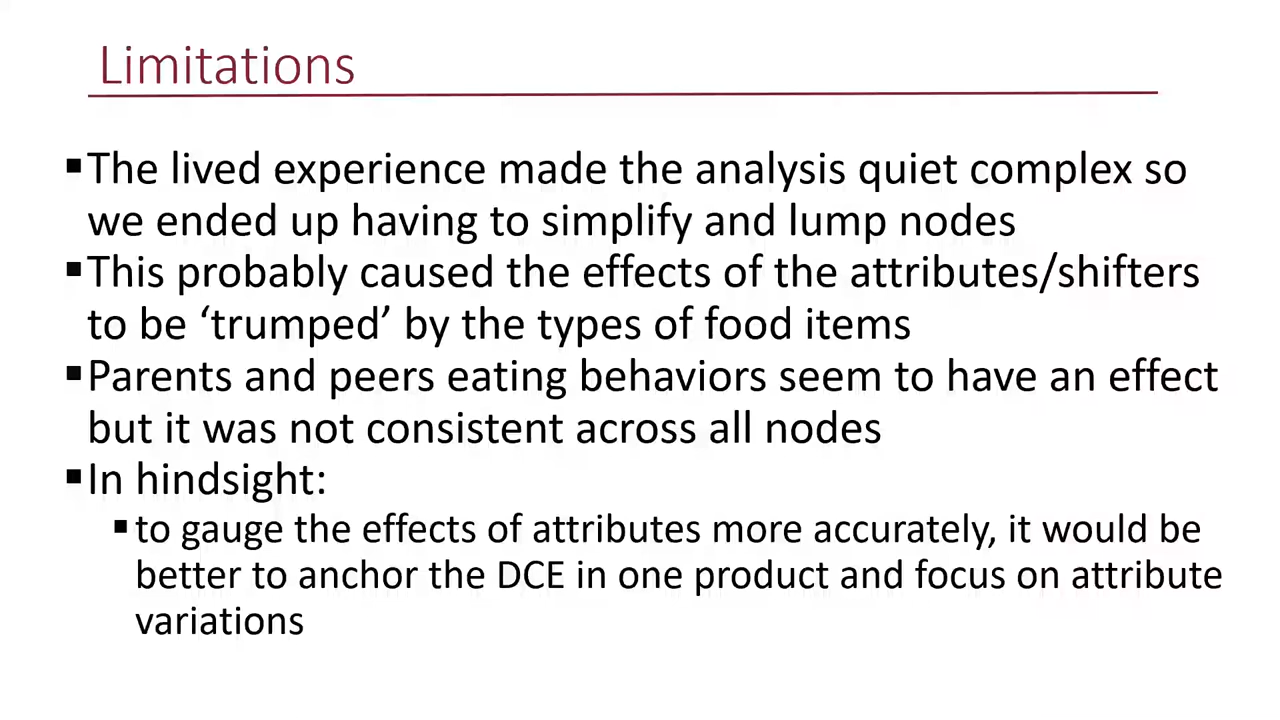 Limitations
▪The lived experience made the analysis quiet complex so
we ended up having to simplify and lump nodes
▪This probably caused the effects of the attributes/shifters
to be ‘trumped’ by the types of food items
▪Parents and peers eating behaviors seem to have an effect
but it was not consistent across all nodes
▪In hindsight:
▪to gauge the effects of attributes more accurately, it would be
better to anchor the DCE in one product and focus on attribute
variations